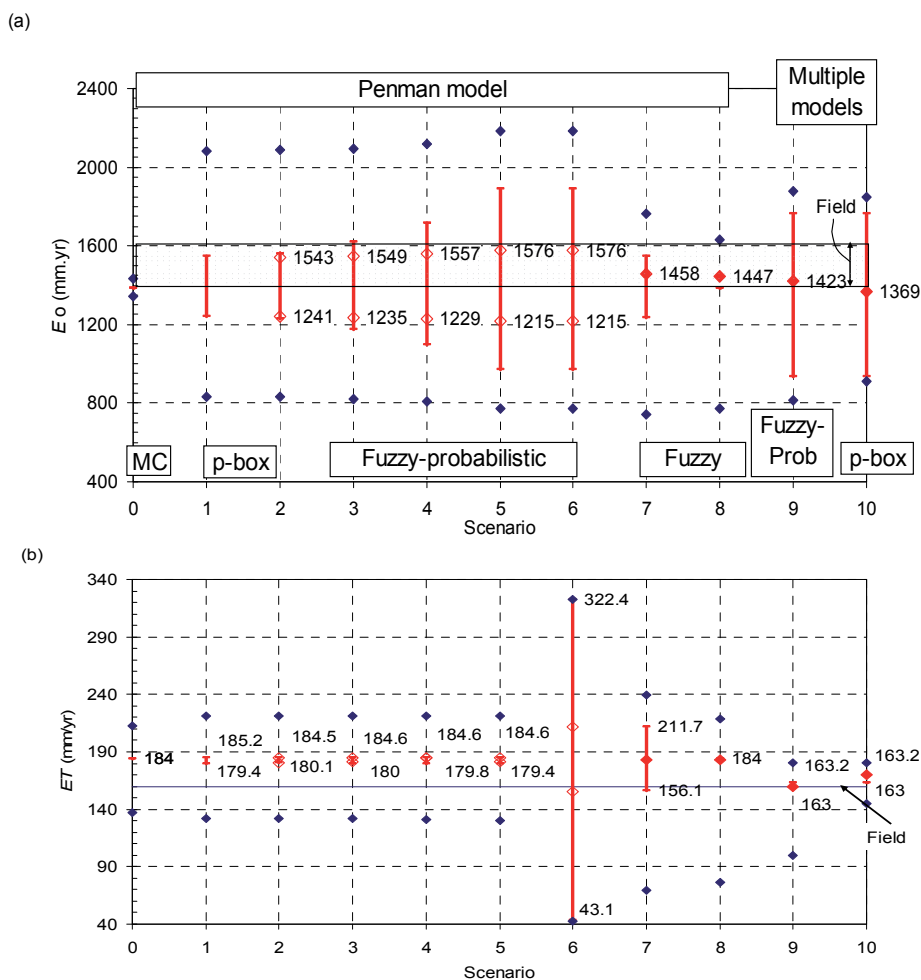 (a)
Penman model
Multiple
models
2400
2000
1600
1200
800
400
E o (mm.yr)
Field
1543
1549
1557
1576
1576
1458
1447
1423
1369
1241
1235
1229
1215
1215
MC
p-box
Fuzzy-probabilistic
Fuzzy
Fuzzy-
Prob
p-box
0 1 2 3 4 5 6 7 8 9 10
Scenario
(b)
340
290
240
190
140
90
40
ET (mm/yr)
322.4
211.7
184
185.2
184.5
184.6
184.6
184.6
184
163.2
163.2
179.4
180.1
180
179.8
179.4
156.1
163
163
Field
43.1
0 1 2 3 4 5 6 7 8 9 10
Scenario